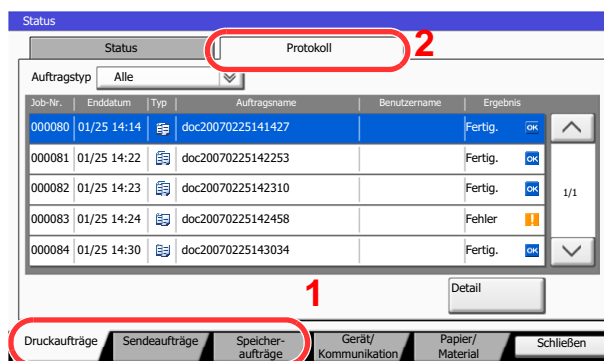 Status
Status Protokoll 2
Auftragstyp Alle
Job-Nr. Enddatum Typ Auftragsname Benutzername Ergebnis
000080 01/25 14:14 doc20070225141427 Fertig. OK
000081 01/25 14:22 doc20070225142253 Fertig. OK
000082 01/25 14:23 doc20070225142310 Fertig. OK
1/1
000083 01/25 14:24 doc20070225142458 Fehler !
000084 01/25 14:30 doc20070225143034 Fertig. OK
1 Detail
Druckaufträge Sendeaufträge Speicher-
aufträge Gerät/
Kommunikation Papier/
Material Schließen